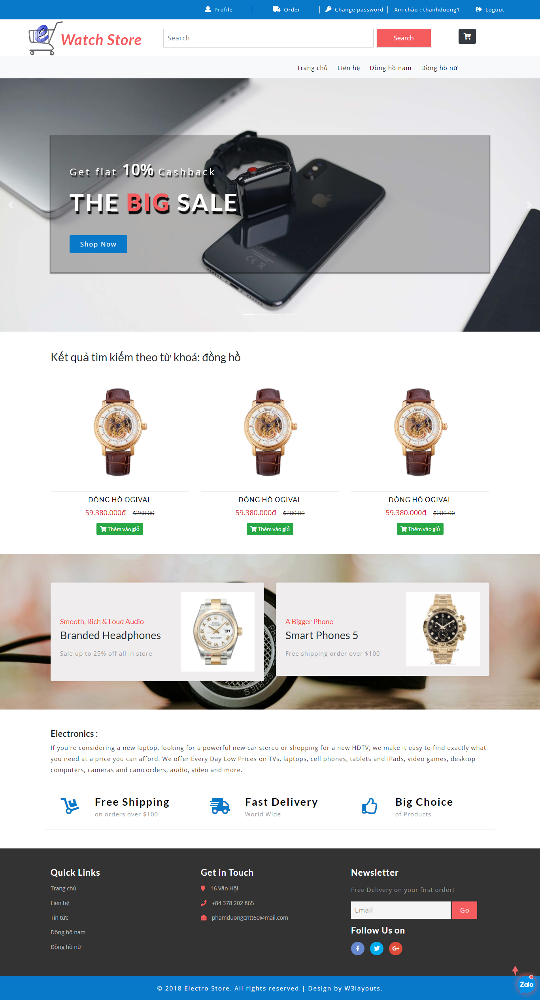 Profile
Order
Change password
Xin chào : thanhduong1
Logout
Watch Store
Search
Search
Trang chủ
Liên hệ
Đồng hồ nam
Đồng hồ nữ
Get flat 10% Cashback
THE BIG SALE
Shop Now
iPhone
Kết quả tìm kiếm theo từ khoá: đồng hồ
ĐỒNG HỒ OGIVAL
59.380.000đ $280.00
Thêm vào giỏ
ĐỒNG HỒ OGIVAL
59.380.000đ $280.00
Thêm vào giỏ
ĐỒNG HỒ OGIVAL
59.380.000đ $280.00
Thêm vào giỏ
Smooth, Rich & Loud Audio
Branded Headphones
Sale up to 25% off all in store
A Bigger Phone
Smart Phones 5
Free shipping order over $100
BEVERLY HILLS WATCH
SERIES
Electronics :
If you're considering a new laptop, looking for a powerful new car stereo or shopping for a new HDTV, we make it easy to find exactly what
you need at a price you can afford. We offer Every Day Low Prices on TVs, laptops, cell phones, tablets and iPads, video games, desktop
computers, cameras and camcorders, audio, video and more.
Free Shipping
on orders over $100
Fast Delivery
World Wide
Big Choice
of Products
Quick Links
Trang chủ
Liên hệ
Tin tức
Đồng hồ nam
Đồng hồ nữ
Get in Touch
16 Văn Hội
+84 378 202 865
phamduongcntt60@mail.com
Newsletter
Free Delivery on your first order!
Email
Go
Follow Us on
Zalo
© 2018 Electro Store. All rights reserved | Design by W3layouts.